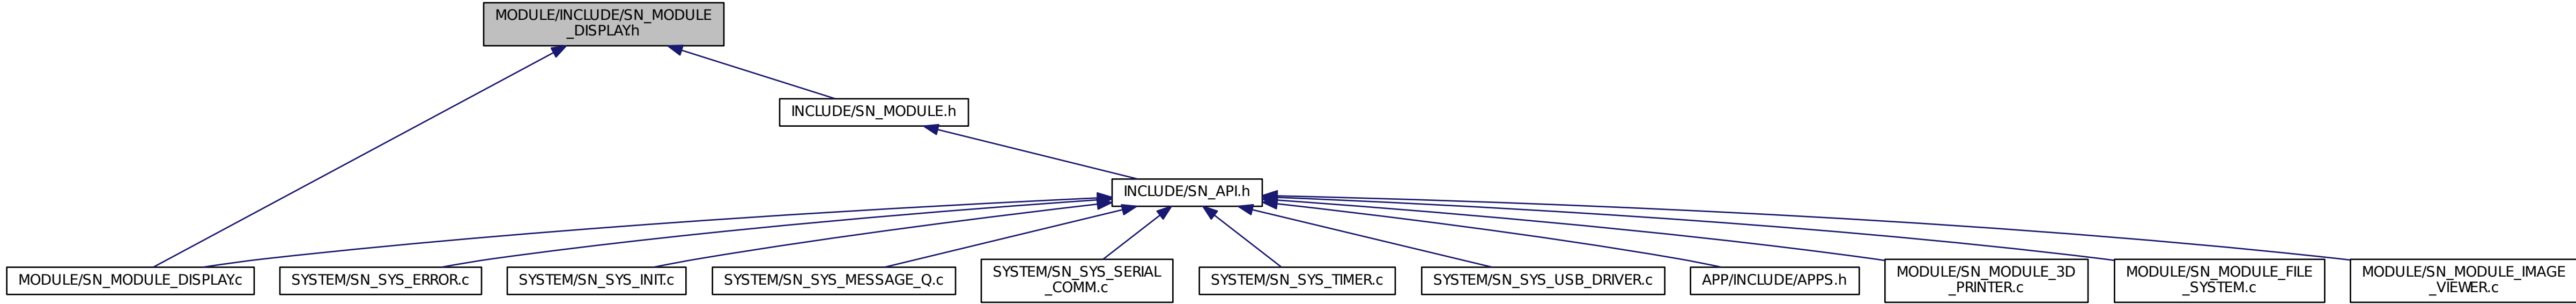 MODULE/INCLUDE/SN_MODULE
_DISPLAY.h
INCLUDE/SN_MODULE.h
INCLUDE/SN_API.h
MODULE/SN_MODULE_DISPLAY.c
SYSTEM/SN_SYS_ERROR.c
SYSTEM/SN_SYS_INIT.c
SYSTEM/SN_SYS_MESSAGE_Q.c
SYSTEM/SN_SYS_SERIAL
_COMM.c
SYSTEM/SN_SYS_TIMER.c
SYSTEM/SN_SYS_USB_DRIVER.c
APP/INCLUDE/APPS.h
MODULE/SN_MODULE_3D
_PRINTER.c
MODULE/SN_MODULE_FILE
_SYSTEM.c
MODULE/SN_MODULE_IMAGE
_VIEWER.c